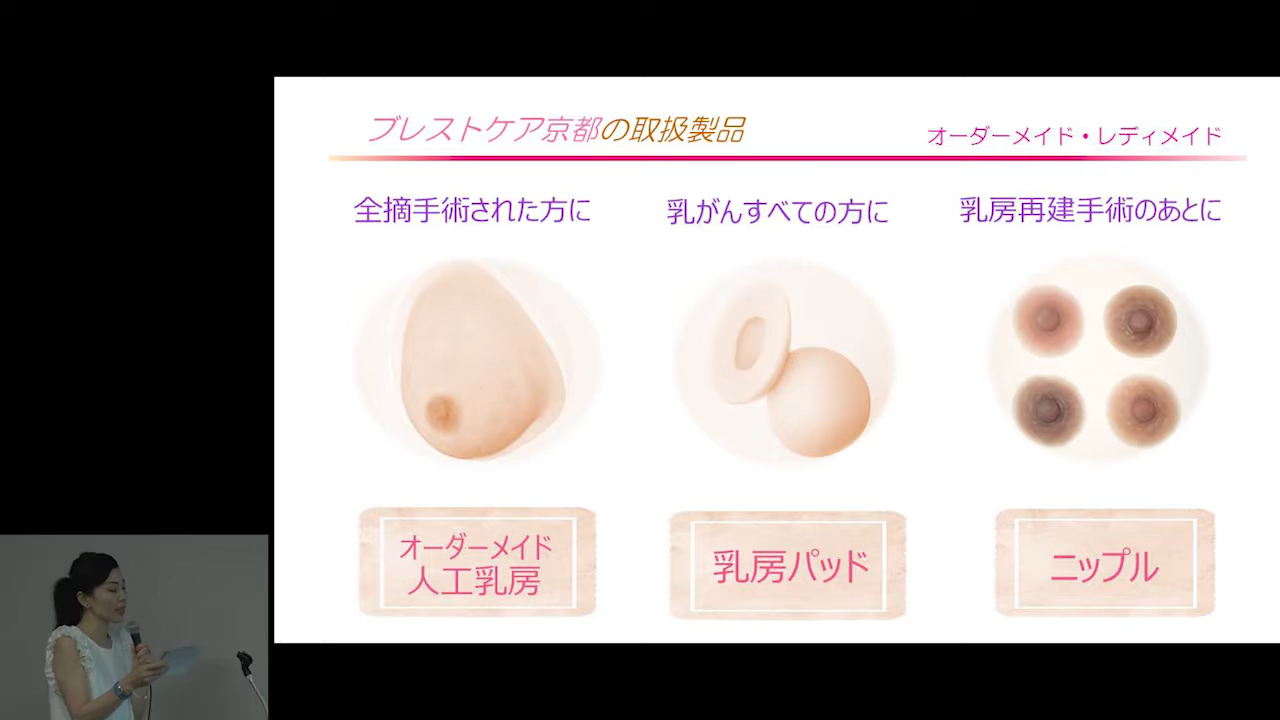 ブレストケア京都の取扱製品
オーダーメイド・レディメイド
全摘手術された方に
乳がんすべての方に
乳房再建手術のあとに
オーダーメイド
人工乳房
乳房パッド
ニップル